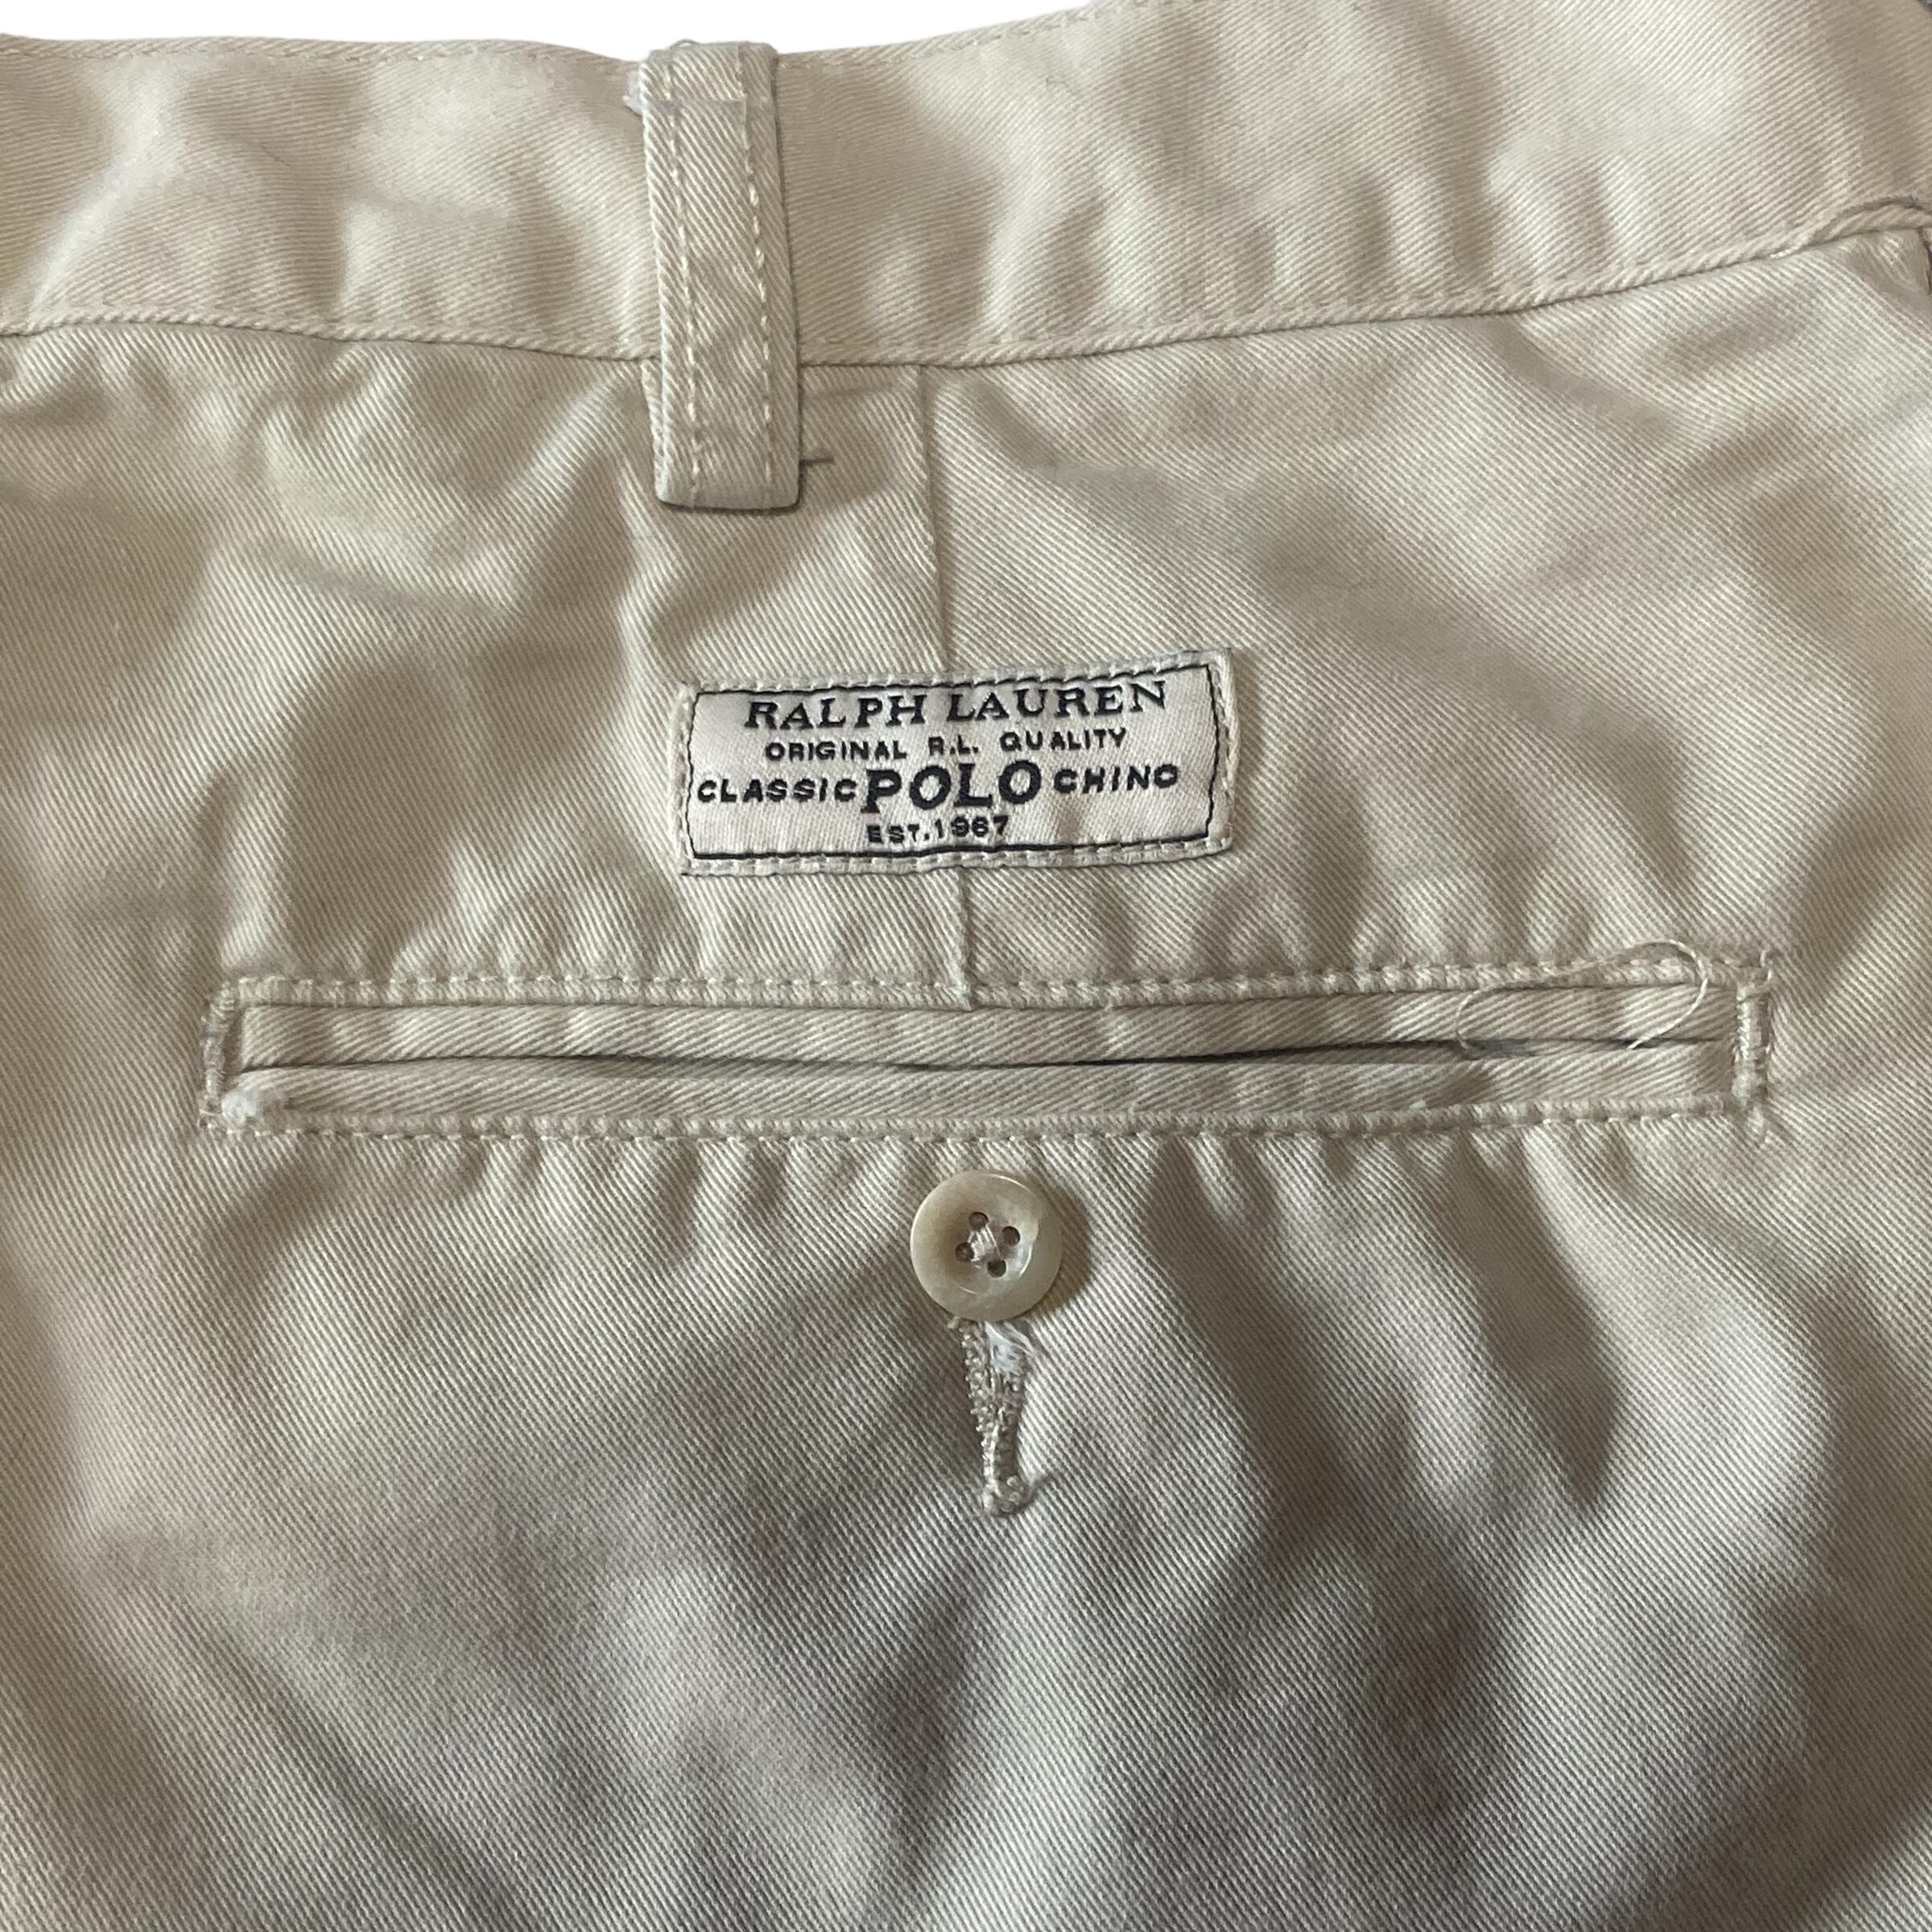 RALPH LAUREN
ORIGINAL R.L. QUALITY
CLASSIC POLO CHINO
EST. 1967